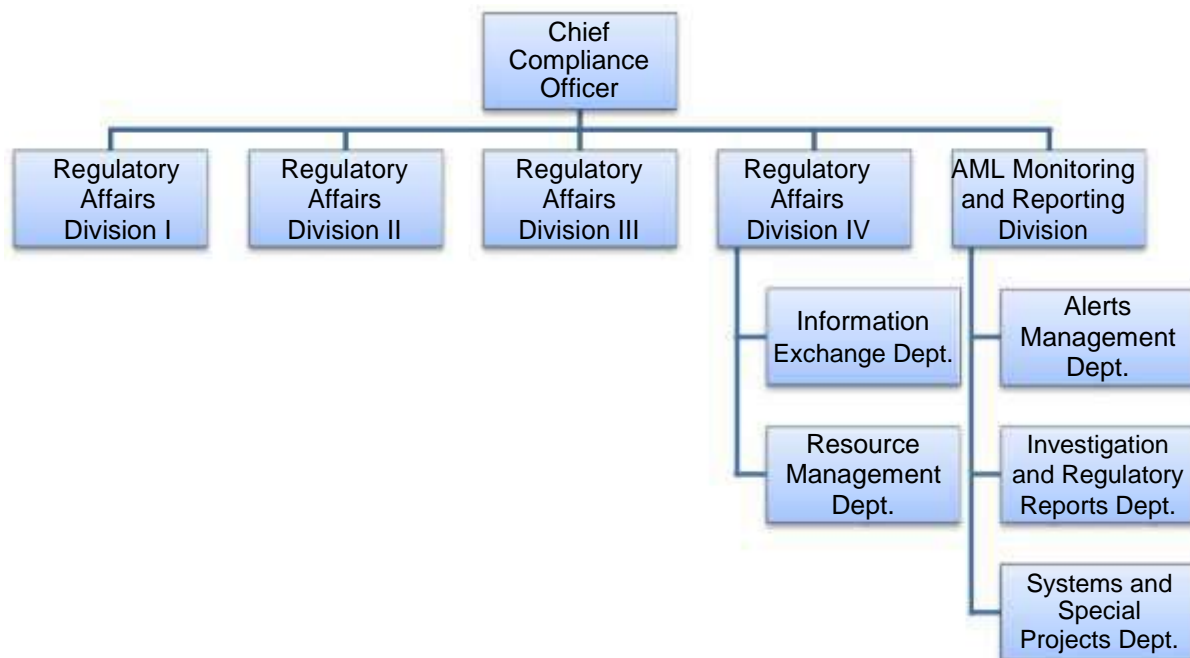 Chief
Compliance
Officer
Regulatory
Affairs
Division I
Regulatory
Affairs
Division II
Regulatory
Affairs
Division III
Regulatory
Affairs
Division IV
AML Monitoring
and Reporting
Division
Information
Exchange Dept.
Resource
Management
Dept.
Alerts
Management
Dept.
Investigation
and Regulatory
Reports Dept.
Systems and
Special
Projects Dept.